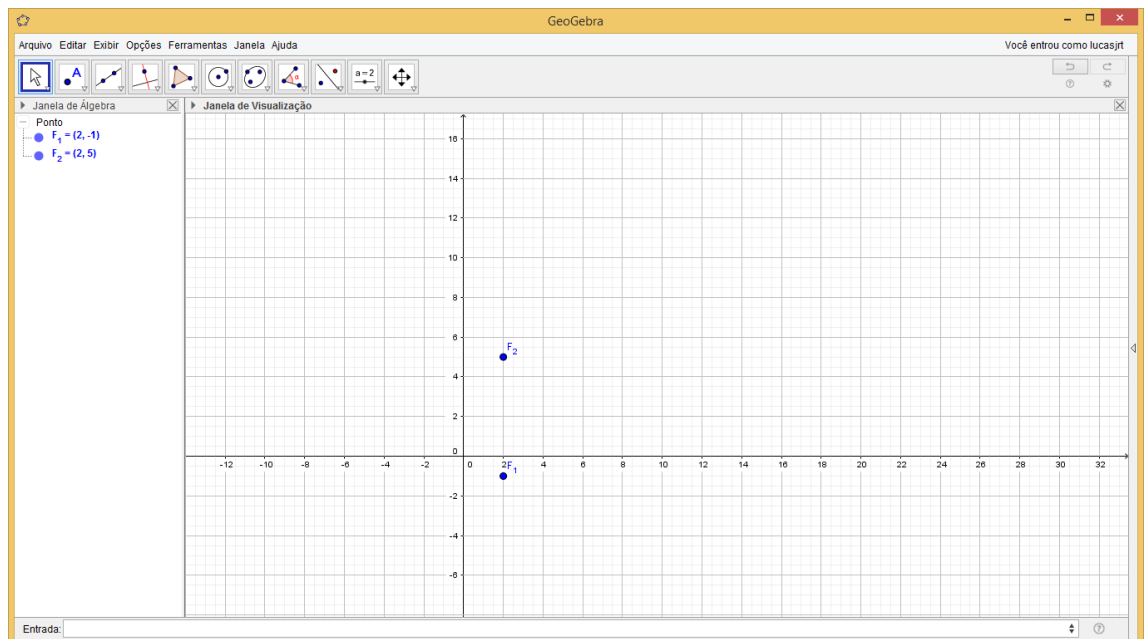 GeoGebra
Arquivo Editar Exibir Opções Ferramentas Janela Ajuda
Você entrou como lucasjrt
A
α
a=2
Janela de Álgebra
Janela de Visualização
Ponto
F1 = (2, -1)
F2 = (2, 5)
16
14
12
10
8
6
F2
4
2
0
-12 -10 -8 -6 -4 -2 0 2 4 6 8 10 12 14 16 18 20 22 24 26 28 30 32
F1
-2
-4
-6
Entrada: